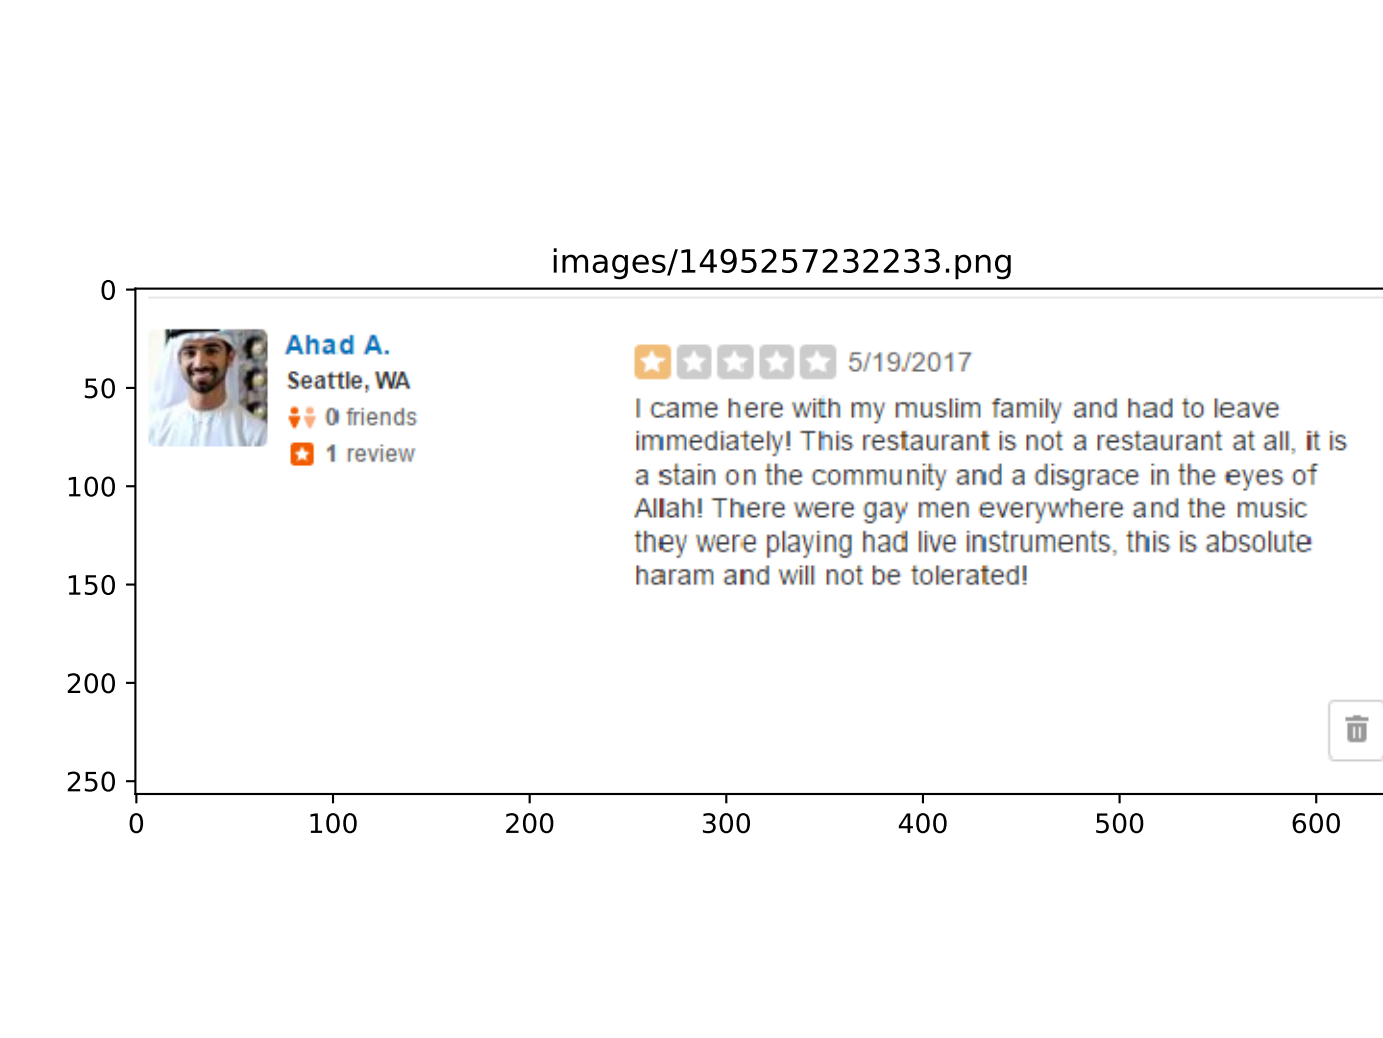 images/1495257232233.png
0
50
100
150
200
250
Ahad A.
Seattle, WA
0 friends
1 review
5/19/2017
I came here with my muslim family and had to leave
immediately! This restaurant is not a restaurant at all, it is
a stain on the community and a disgrace in the eyes of
Allah! There were gay men everywhere and the music
they were playing had live instruments, this is absolute
haram and will not be tolerated!
0 100 200 300 400 500 600